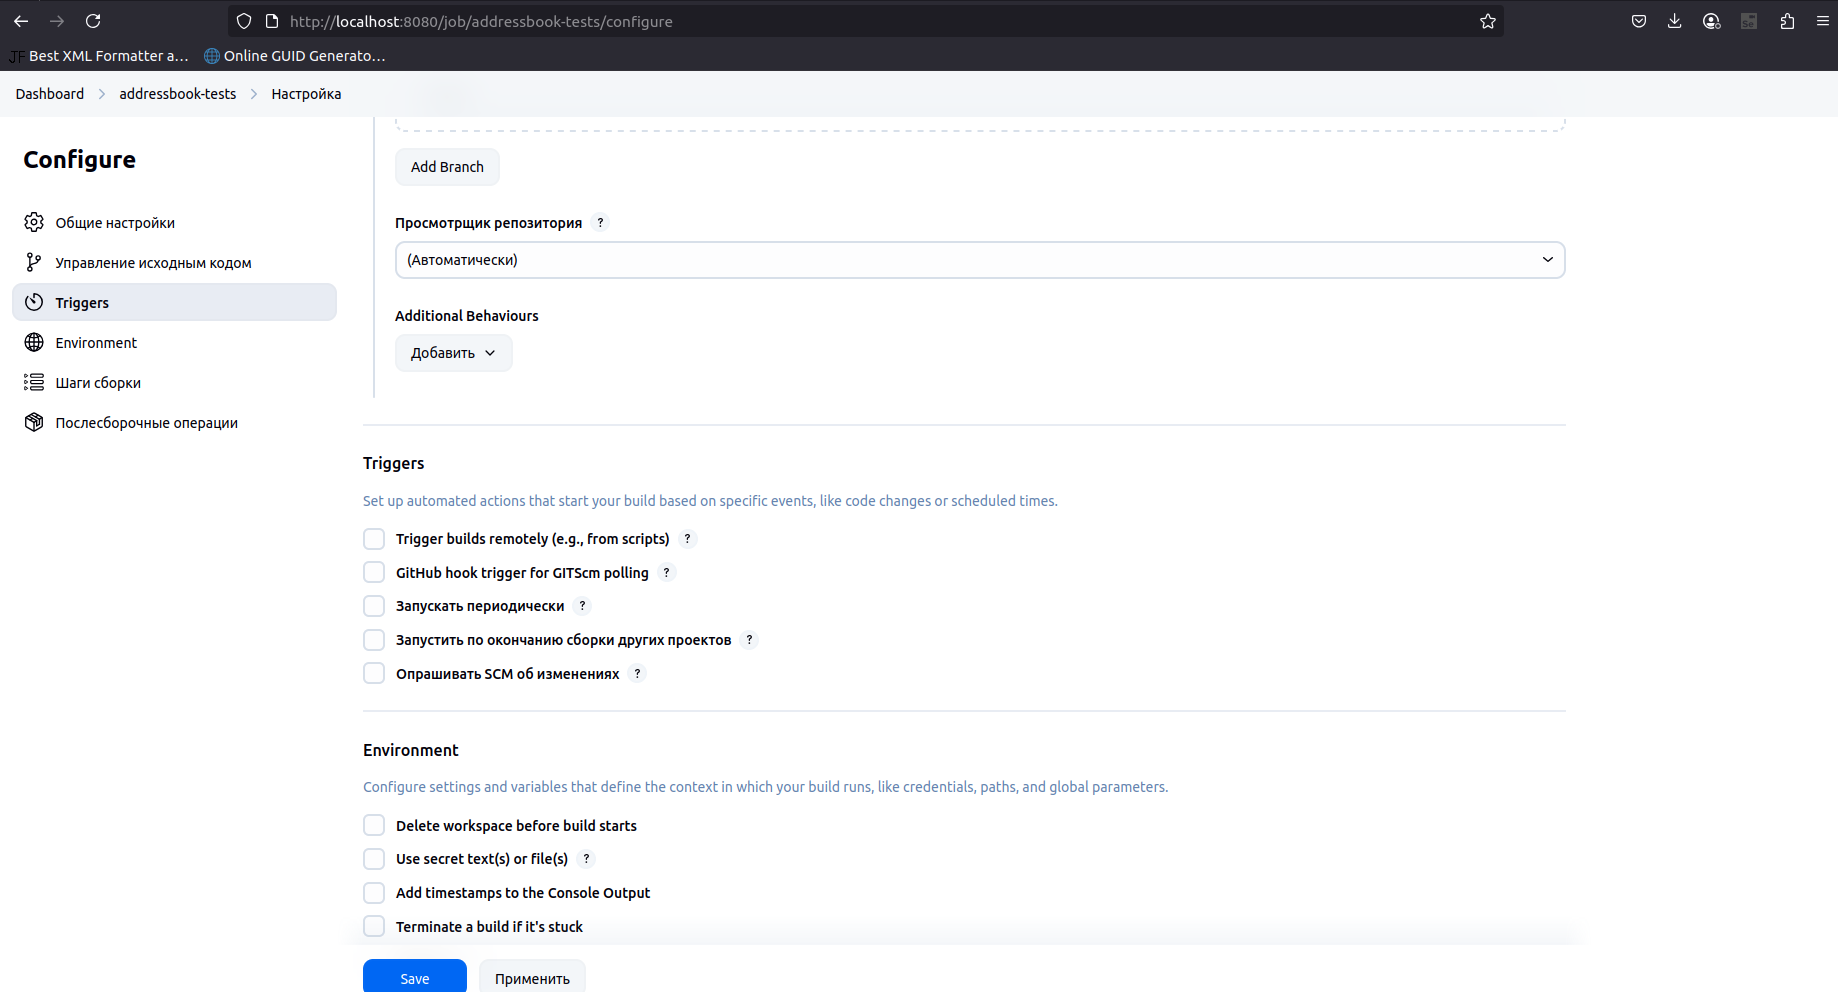 http://localhost:8080/job/addressbook-tests/configure
JF Best XML Formatter a...
Online GUID Generato...
Dashboard > addressbook-tests > Настройка
Configure
Общие настройки
Управление исходным кодом
Triggers
Environment
Шаги сборки
Послесборочные операции
Add Branch
Просмотрщик репозитория ?
(Автоматически)
Additional Behaviours
Добавить
Triggers
Set up automated actions that start your build based on specific events, like code changes or scheduled times.
Trigger builds remotely (e.g., from scripts) ?
GitHub hook trigger for GITScm polling ?
Запускать периодически ?
Запустить по окончанию сборки других проектов ?
Опрашивать SCM об изменениях ?
Environment
Configure settings and variables that define the context in which your build runs, like credentials, paths, and global parameters.
Delete workspace before build starts
Use secret text(s) or file(s) ?
Add timestamps to the Console Output
Terminate a build if it's stuck
Save
Применить